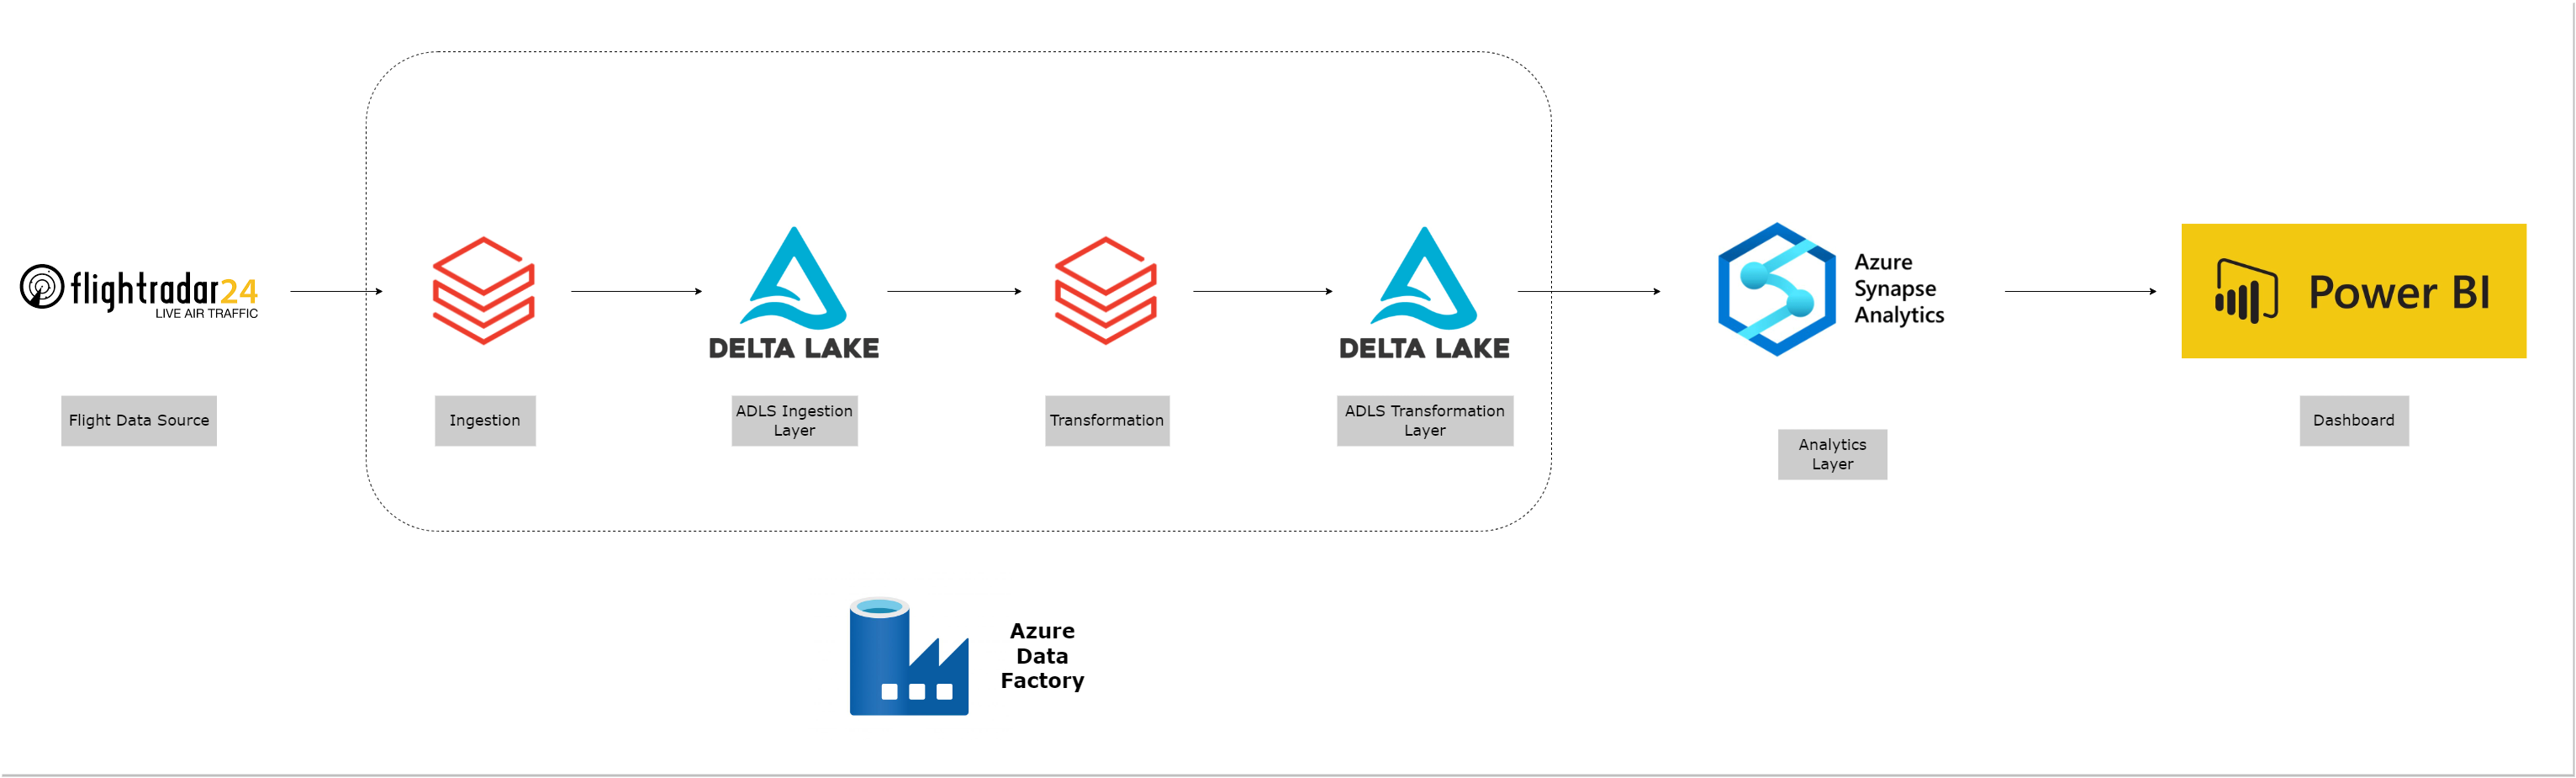 flightradar24
LIVE AIR TRAFFIC
Flight Data Source
Ingestion
DELTA LAKE
ADLS Ingestion
Layer
Transformation
DELTA LAKE
ADLS Transformation
Layer
Azure
Synapse
Analytics
Analytics
Layer
Power BI
Dashboard
Azure
Data
Factory